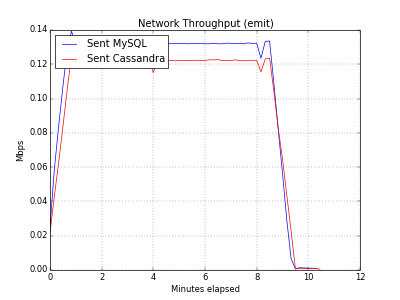 Network Throughput (emit)
0.14
0.12
0.10
0.08
0.06
0.04
0.02
0.00
Mbps
Sent MySQL
Sent Cassandra
0 2 4 6 8 10 12
Minutes elapsed